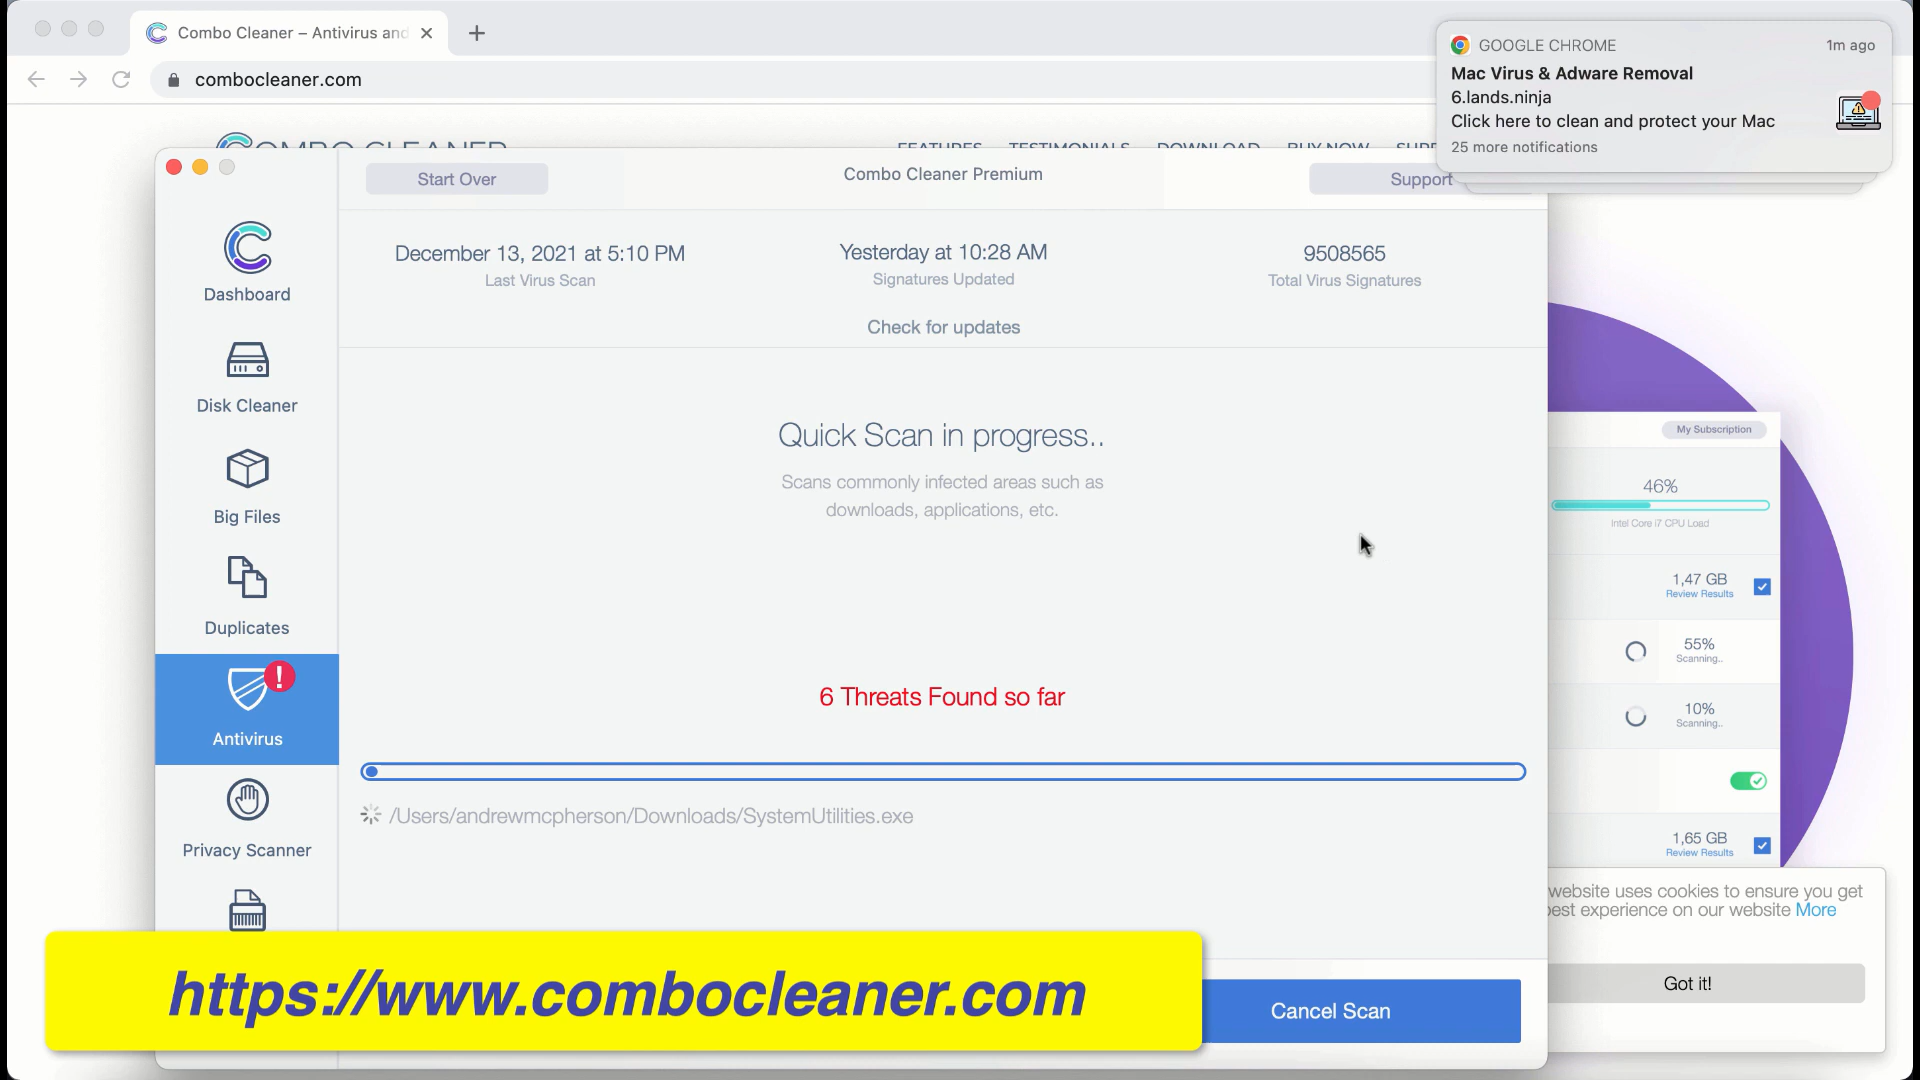 Combo Cleaner – Antivirus and
combocleaner.com
GOOGLE CHROME
1m ago
Mac Virus & Adware Removal
6.lands.ninja
Click here to clean and protect your Mac
25 more notifications
COMBO CLEANER
FEATURES
TESTIMONIALS
DOWNLOAD
BUY NOW
Start Over
Combo Cleaner Premium
Support
December 13, 2021 at 5:10 PM
Last Virus Scan
Yesterday at 10:28 AM
Signatures Updated
9508565
Total Virus Signatures
Check for updates
Dashboard
Disk Cleaner
Big Files
Duplicates
Antivirus
Privacy Scanner
Quick Scan in progress..
Scans commonly infected areas such as
downloads, applications, etc.
6 Threats Found so far
/Users/andrewmcpherson/Downloads/SystemUtilities.exe
Cancel Scan
My Subscription
46%
Intel Core i7 CPU Load
1,47 GB
Review Results
55%
Scanning..
10%
Scanning..
1,65 GB
Review Results
website uses cookies to ensure you get
best experience on our website More
Got it!
https://www.combocleaner.com